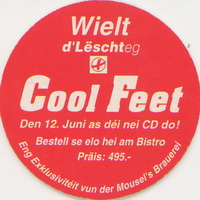 Wielt
d'Lëschteg
Cool Feet
Den 12. Juni as déi nei CD do!
Bestell se elo hei am Bistro
Präis: 495.-
Eng Exklusivitéit vun der Mousel's Brauerei